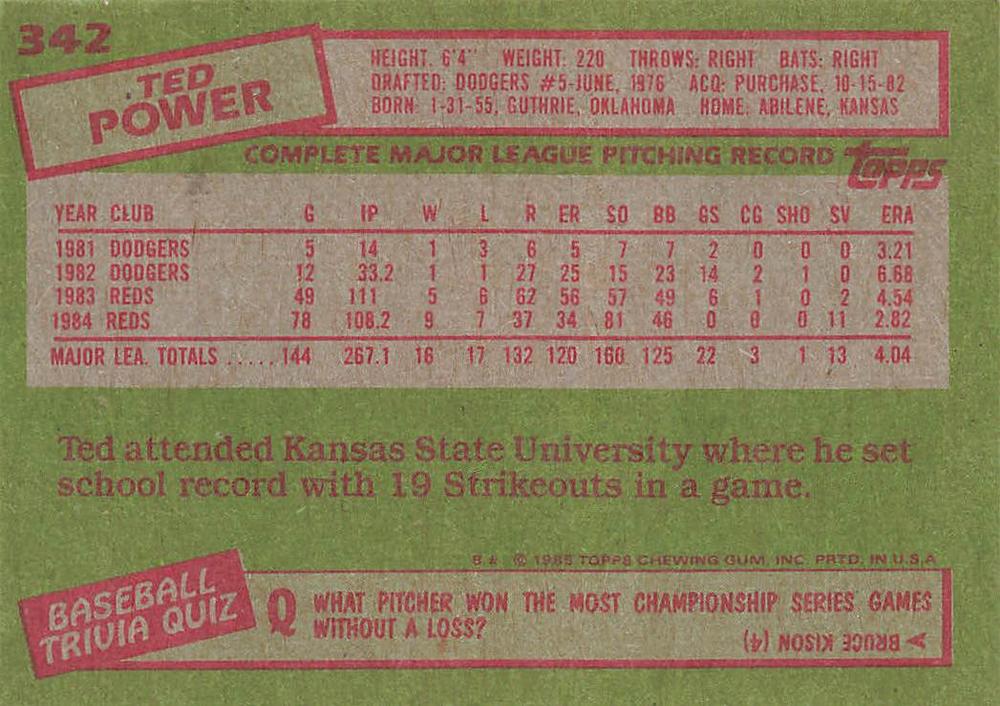 342
TED
POWER
HEIGHT: 6'4" WEIGHT: 220 THROWS: RIGHT BATS: RIGHT
DRAFTED: DODGERS #5-JUNE, 1976 ACQ: PURCHASE, 10-15-82
BORN: 1-31-55, GUTHRIE, OKLAHOMA HOME: ABILENE, KANSAS
COMPLETE MAJOR LEAGUE PITCHING RECORD TOPPS
YEAR CLUB G IP W L R ER SO BB GS CG SHO SV ERA
1981 DODGERS 5 14 1 3 6 5 7 7 2 0 0 0 3.21
1982 DODGERS 12 33.2 1 1 27 25 15 23 14 2 1 0 6.68
1983 REDS 49 111 5 6 62 56 57 49 6 1 0 2 4.54
1984 REDS 78 108.2 9 7 37 34 81 46 0 0 0 11 2.82
MAJOR LEA. TOTALS ......144 267.1 16 17 132 120 160 125 22 3 1 13 4.04
Ted attended Kansas State University where he set
school record with 19 Strikeouts in a game.
B* © 1985 TOPPS CHEWING GUM, INC. PRTD. IN U.S.A
BASEBALL
TRIVIA QUIZ
Q WHAT PITCHER WON THE MOST CHAMPIONSHIP SERIES GAMES
WITHOUT A LOSS?
A BRUCE KISON (4)